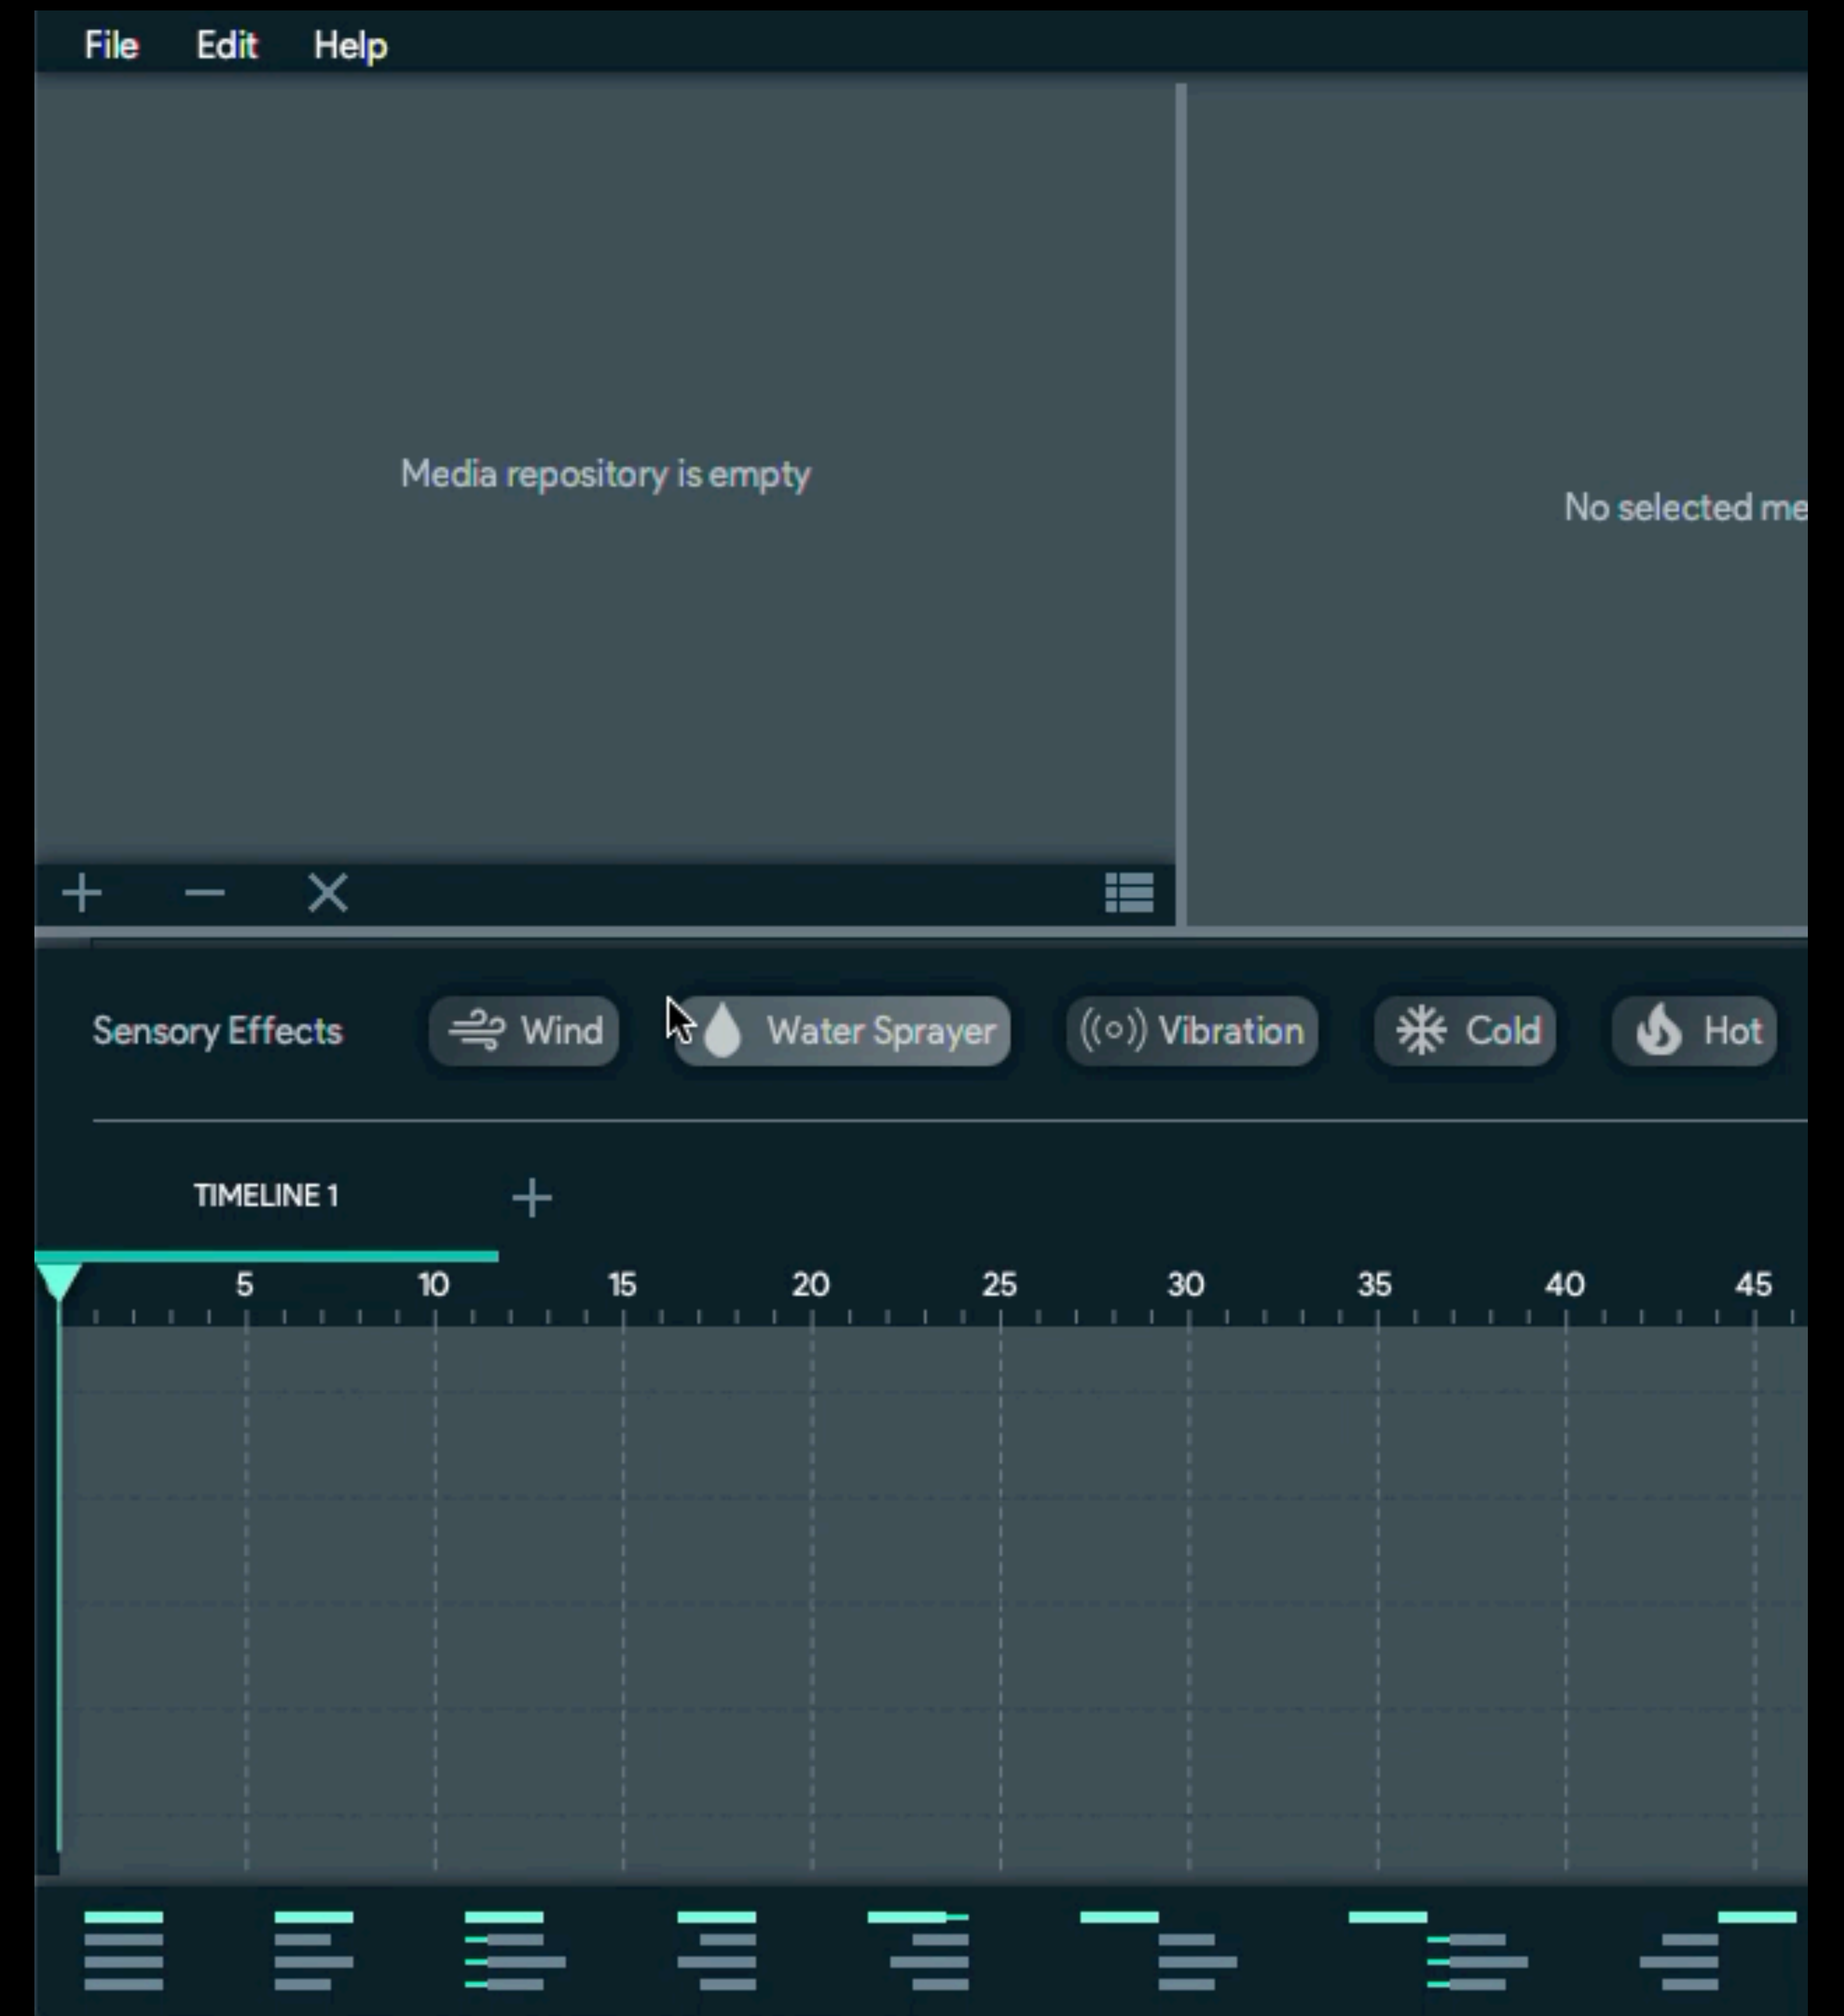 File Edit Help
Media repository is empty
No selected me
Sensory Effects Wind Water Sprayer Vibration Cold Hot
TIMELINE 1
5 10 15 20 25 30 35 40 45